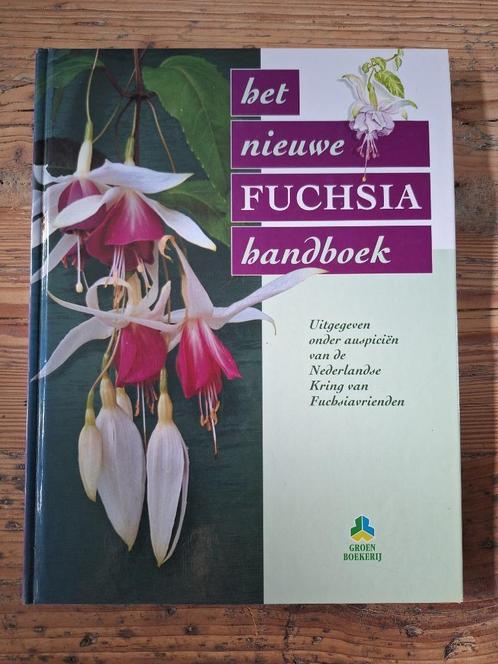 het
nieuwe
FUCHSIA
handboek
Uitgegeven
onder auspiciën
van de
Nederlandse
Kring van
Fuchsiavrienden
GROEN
BOEKERIJ